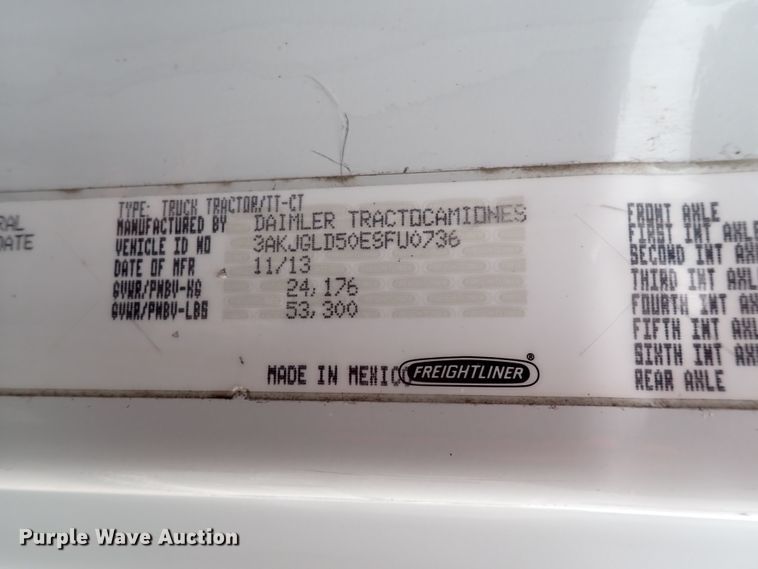 RAL
DATE
TYPE: TRUCK TRACTOR/TT-CT
MANUFACTURED BY DAIMLER TRACTOCAMIONES
VEHICLE ID NO 3AKJGLD50ESFW0736
DATE OF MFR 11/13
GVWR/PNBV-KG 24,176
GVWR/PNBV-LBS 53,300
MADE IN MEXICO FREIGHTLINER®
FRONT AXLE
FIRST INT AXLE
SECOND INT AX
THIRD INT AX
FOURTH INT AX
FIFTH INT AXL
SIXTH INT AXL
REAR AXLE
Purple Wave Auction